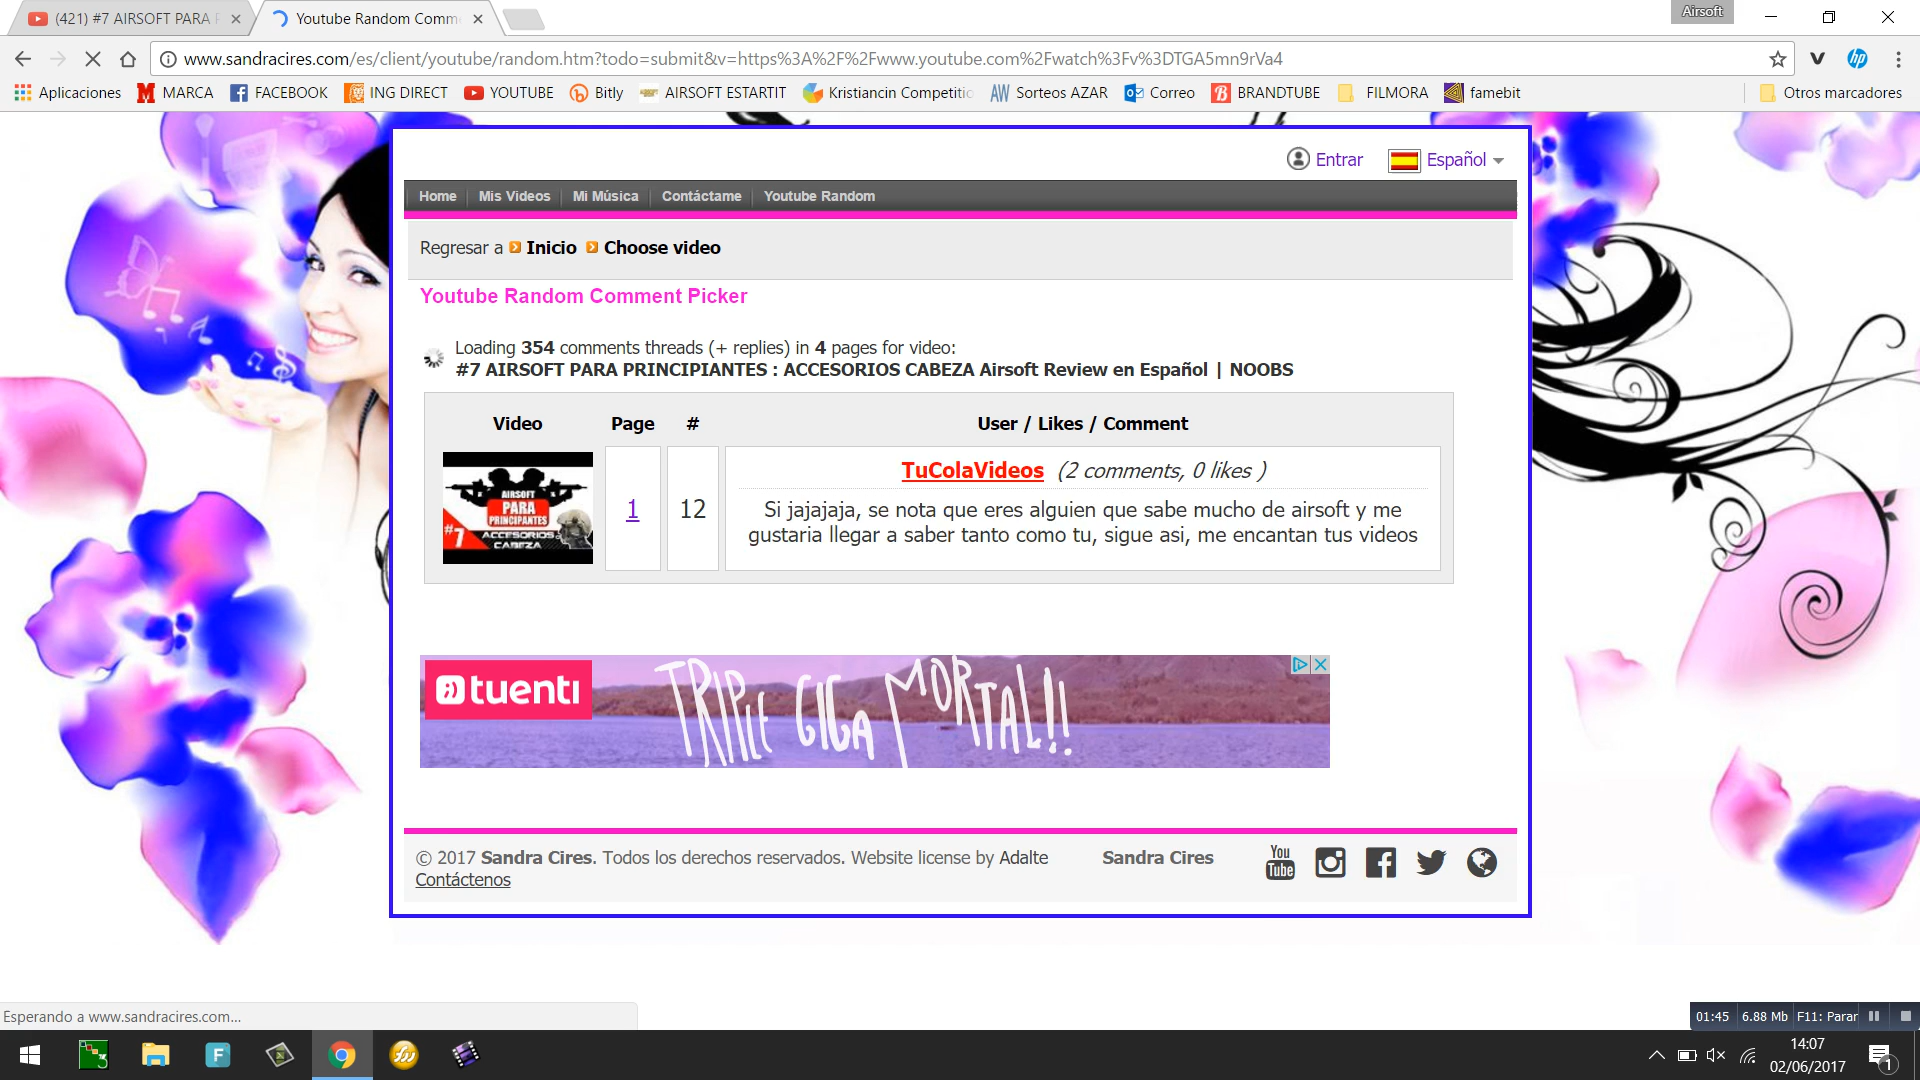 (421) #7 AIRSOFT PARA
Youtube Random Comm
Airsoft
www.sandracires.com/es/client/youtube/random.htm?todo=submit&v=https%3A%2F%2Fwww.youtube.com%2Fwatch%3Fv%3DTGA5mn9rVa4
Aplicaciones MARCA FACEBOOK ING DIRECT YOUTUBE Bitly AIRSOFT ESTARTIT Kristiancin Competitio Sorteos AZAR Correo BRANDTUBE FILMORA famebit Otros marcadores
Entrar Español
Home Mis Videos Mi Música Contáctame Youtube Random
Regresar a Inicio Choose video
Youtube Random Comment Picker
Loading 354 comments threads (+ replies) in 4 pages for video:
#7 AIRSOFT PARA PRINCIPIANTES : ACCESORIOS CABEZA Airsoft Review en Español | NOOBS
Video Page # User / Likes / Comment
AIRSOFT
PARA
PRINCIPANTES
#7 ACCESORIOS
CABEZA
1 12
TuColaVideos (2 comments, 0 likes )
Si jajajaja, se nota que eres alguien que sabe mucho de airsoft y me
gustaria llegar a saber tanto como tu, sigue asi, me encantan tus videos
tuenti
TRIPLE GIGA MORTAL!!
© 2017 Sandra Cires. Todos los derechos reservados. Website license by Adalte
Contáctenos
Sandra Cires
You
Tube
Esperando a www.sandracires.com...
01:45 6.88 Mb F11: Parar
14:07
02/06/2017
1